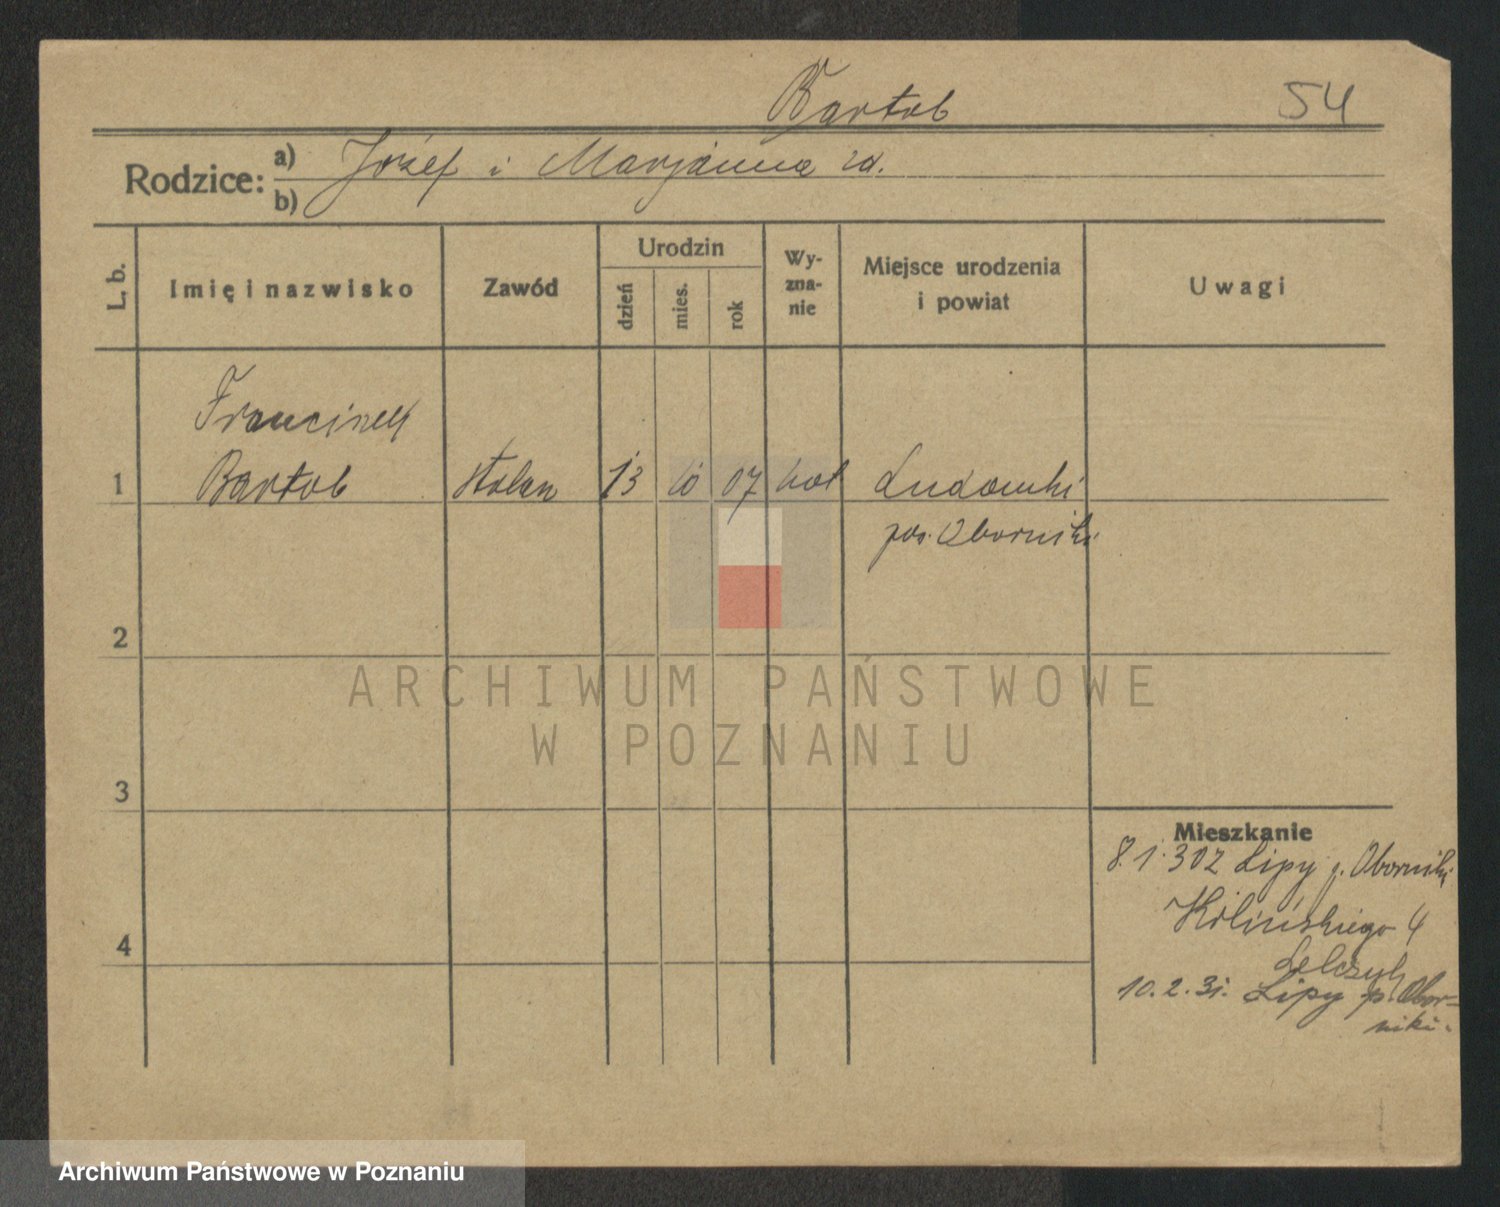 Bartol
54
Rodzice:
a) Józef i Marjanna
b)
L. b.
Imię i nazwisko
Zawód
Urodzin
dzień
mies.
rok
Wy-
zna-
nie
Miejsce urodzenia
i powiat
Uwagi
Franciszek
1 Bartol stolarz 13 10 07 kat Ludomki
pow. Oborniki
2
3
4
Mieszkanie
8.1.30 z Lipy p. Oborniki
Kilińskiego 4
10.2.31. Lipy p. Obor-
niki.
ARCHIWUM PAŃSTWOWE
W POZNANIU
Archiwum Państwowe w Poznaniu